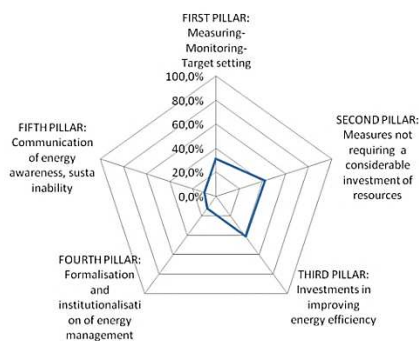 FIRST PILLAR:
Measuring-
Monitoring-
Target setting
100,0%
80,0%
60,0%
40,0%
20,0%
0,0%
SECOND PILLAR:
Measures not
requiring a
considerable
investment of
resources
THIRD PILLAR:
Investments in
improving
energy efficiency
FOURTH PILLAR:
Formalisation
and
institutionalisati
on of energy
management
FIFTH PILLAR:
Communication
of energy
awareness, susta
inability